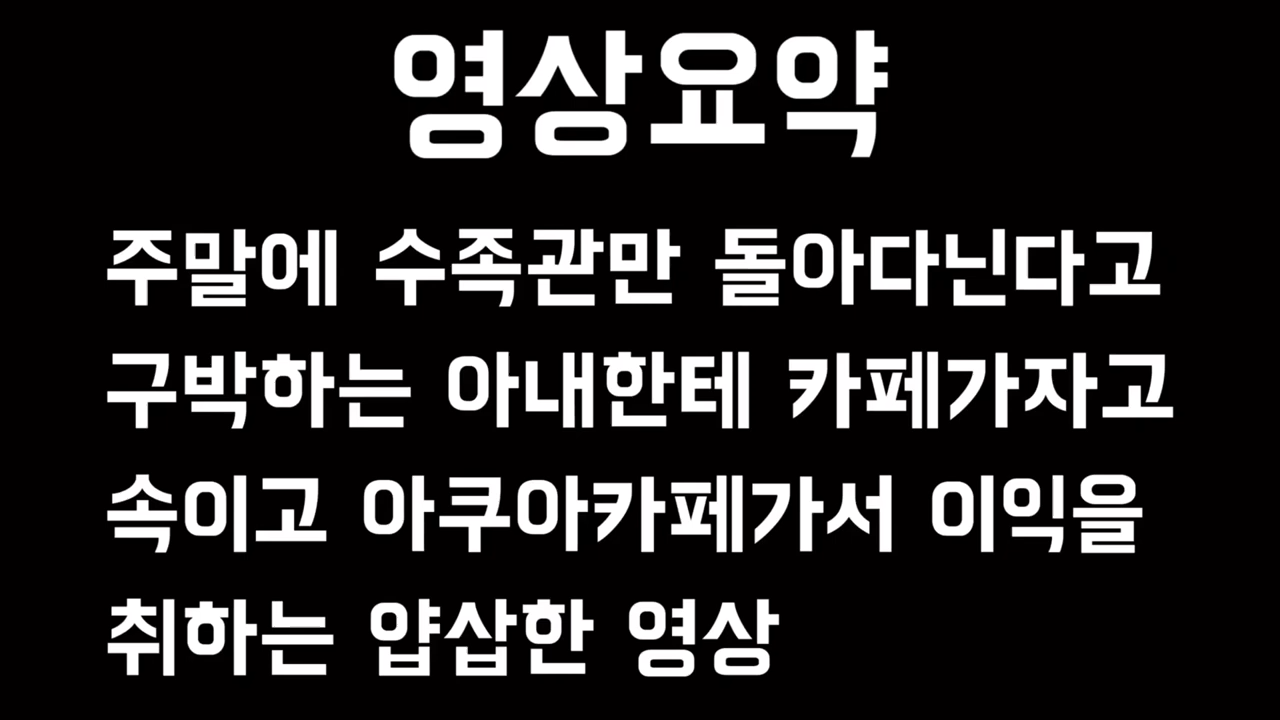 영상요약
주말에 수족관만 돌아다닌다고
구박하는 아내한테 카페가자고
속이고 아쿠아카페가서 이익을
취하는 얍삽한 영상